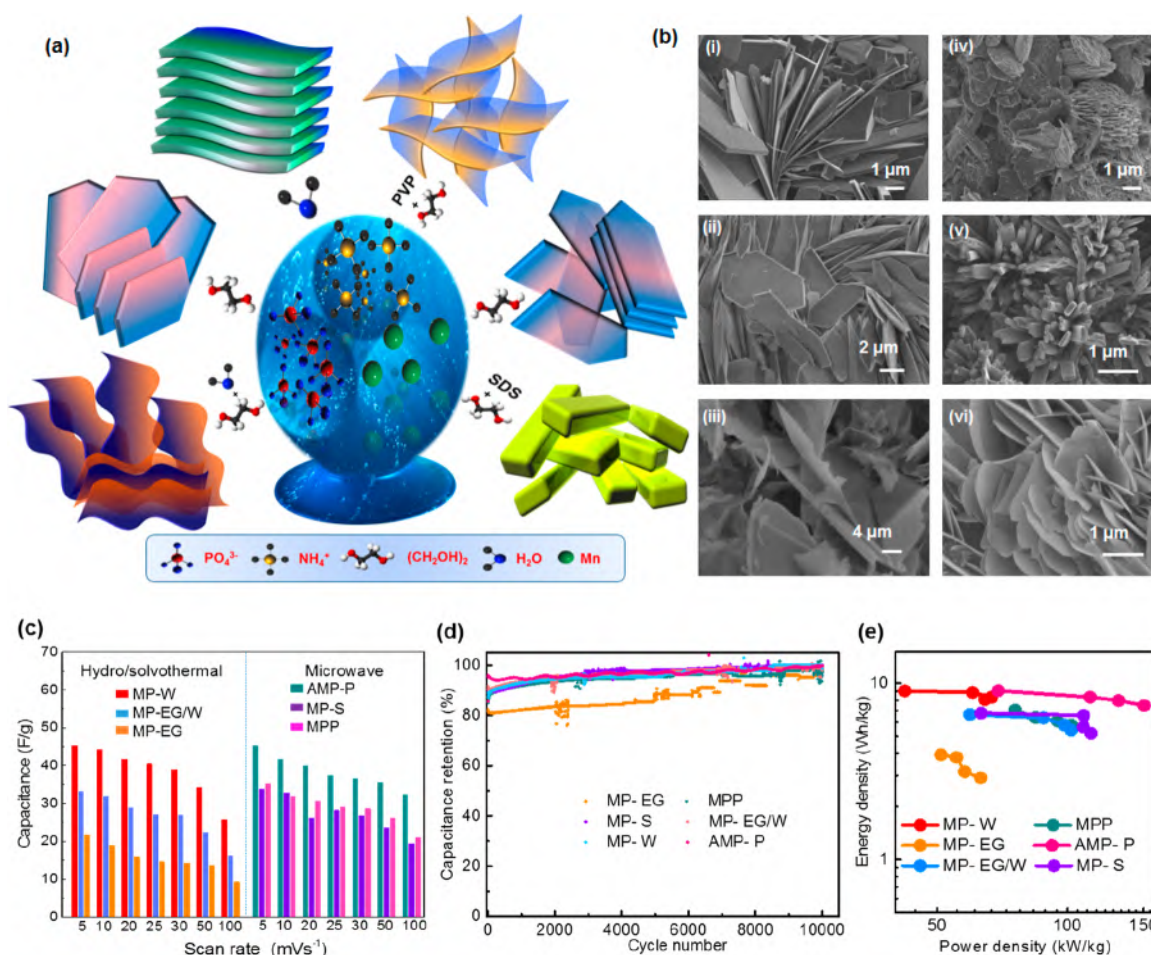 (a)
PVP
+
+
SDS
+
PO₄³⁻
NH₄⁺
(CH₂OH)₂
H₂O
Mn
(b)
(i)
1 µm
(iv)
1 µm
(ii)
2 µm
(v)
1 µm
(iii)
4 µm
(vi)
1 µm
(c)
Capacitance (F/g)
70
60
50
40
30
20
10
0
Hydro/solvothermal
MP-W
MP-EG/W
MP-EG
Microwave
AMP-P
MP-S
MPP
5 10 20 25 30 50 100 5 10 20 25 30 50 100
Scan rate (mVs⁻¹)
(d)
Capacitance retention (%)
100
80
60
40
20
0
MP- EG
MP- S
MP- W
MPP
MP- EG/W
AMP- P
0 2000 4000 6000 8000 10000
Cycle number
(e)
Energy density (Wh/kg)
10
1
MP- W
MP- EG
MP- EG/W
MPP
AMP- P
MP- S
50 100 150
Power density (kW/kg)